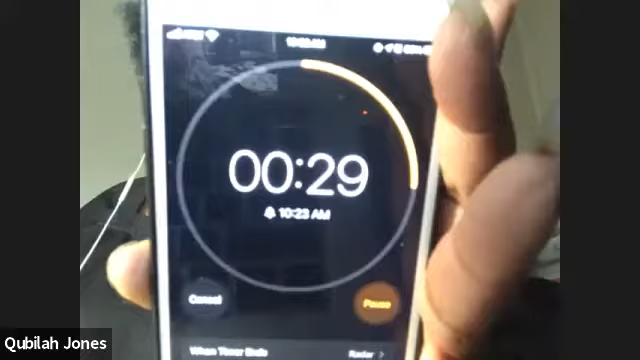 00:29
10:23 AM
Cancel
Pause
When Timer Ends
Radar >
Qubilah Jones